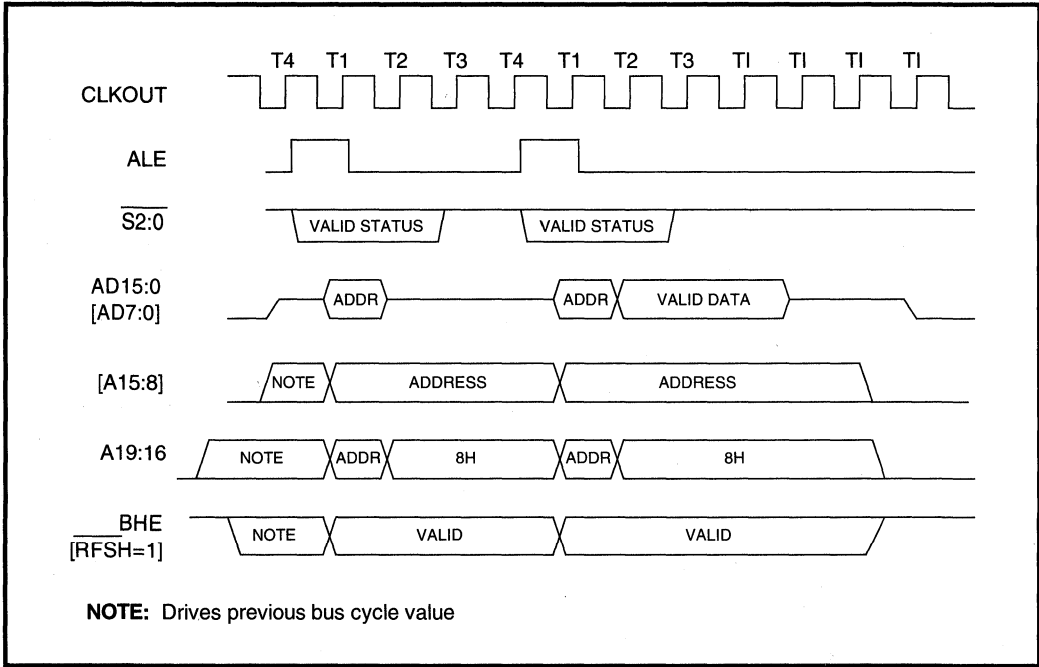 T4 T1 T2 T3 T4 T1 T2 T3 TI TI TI TI
CLKOUT
ALE
S2:0
VALID STATUS VALID STATUS
AD15:0
[AD7:0]
ADDR ADDR VALID DATA
[A15:8]
NOTE ADDRESS ADDRESS
A19:16
NOTE ADDR 8H ADDR 8H
BHE
[RFSH=1]
NOTE VALID VALID
NOTE: Drives previous bus cycle value